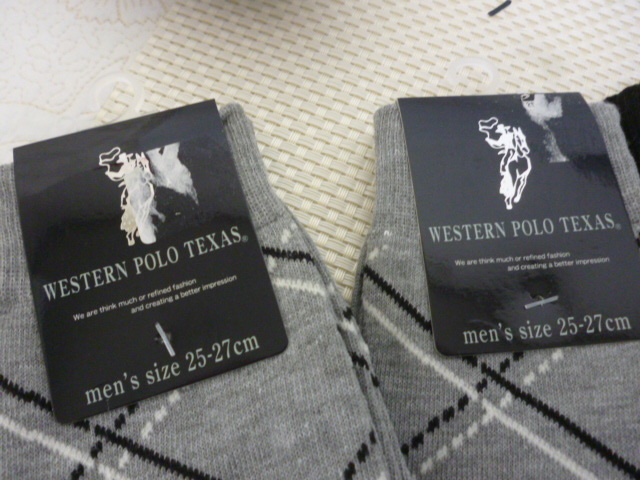 WESTERN POLO TEXAS®
We are think much or refined fashion
and creating a better impression
men's size 25-27cm
WESTERN POLO TEXAS®
We are think much or refined fashion
and creating a better impression
men's size 25-27cm